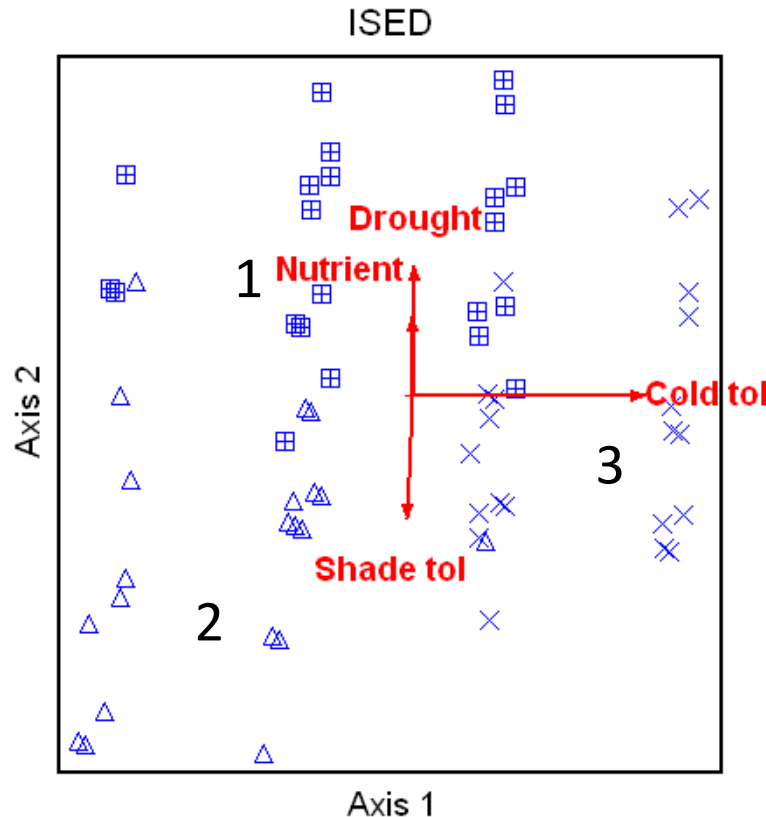 ISED
Drought
1
Nutrient
Cold tol
Axis 2
3
Shade tol
2
Axis 1